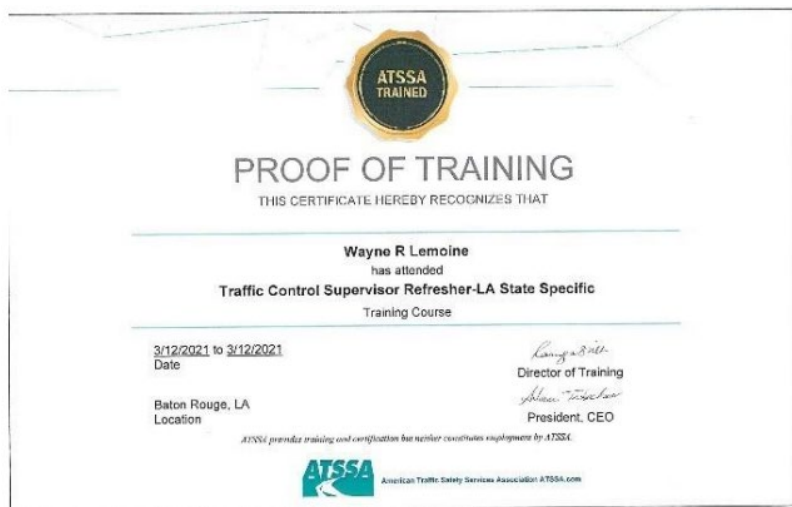 ATSSA
TRAINED
PROOF OF TRAINING
THIS CERTIFICATE HEREBY RECOGNIZES THAT
Wayne R Lemoine
has attended
Traffic Control Supervisor Refresher-LA State Specific
Training Course
3/12/2021 to 3/12/2021
Date
Director of Training
Baton Rouge, LA
Location
President, CEO
ATSSA provides training and certification but neither constitutes employment by ATSSA.
ATSSA
American Traffic Safety Services Association ATSSA.com